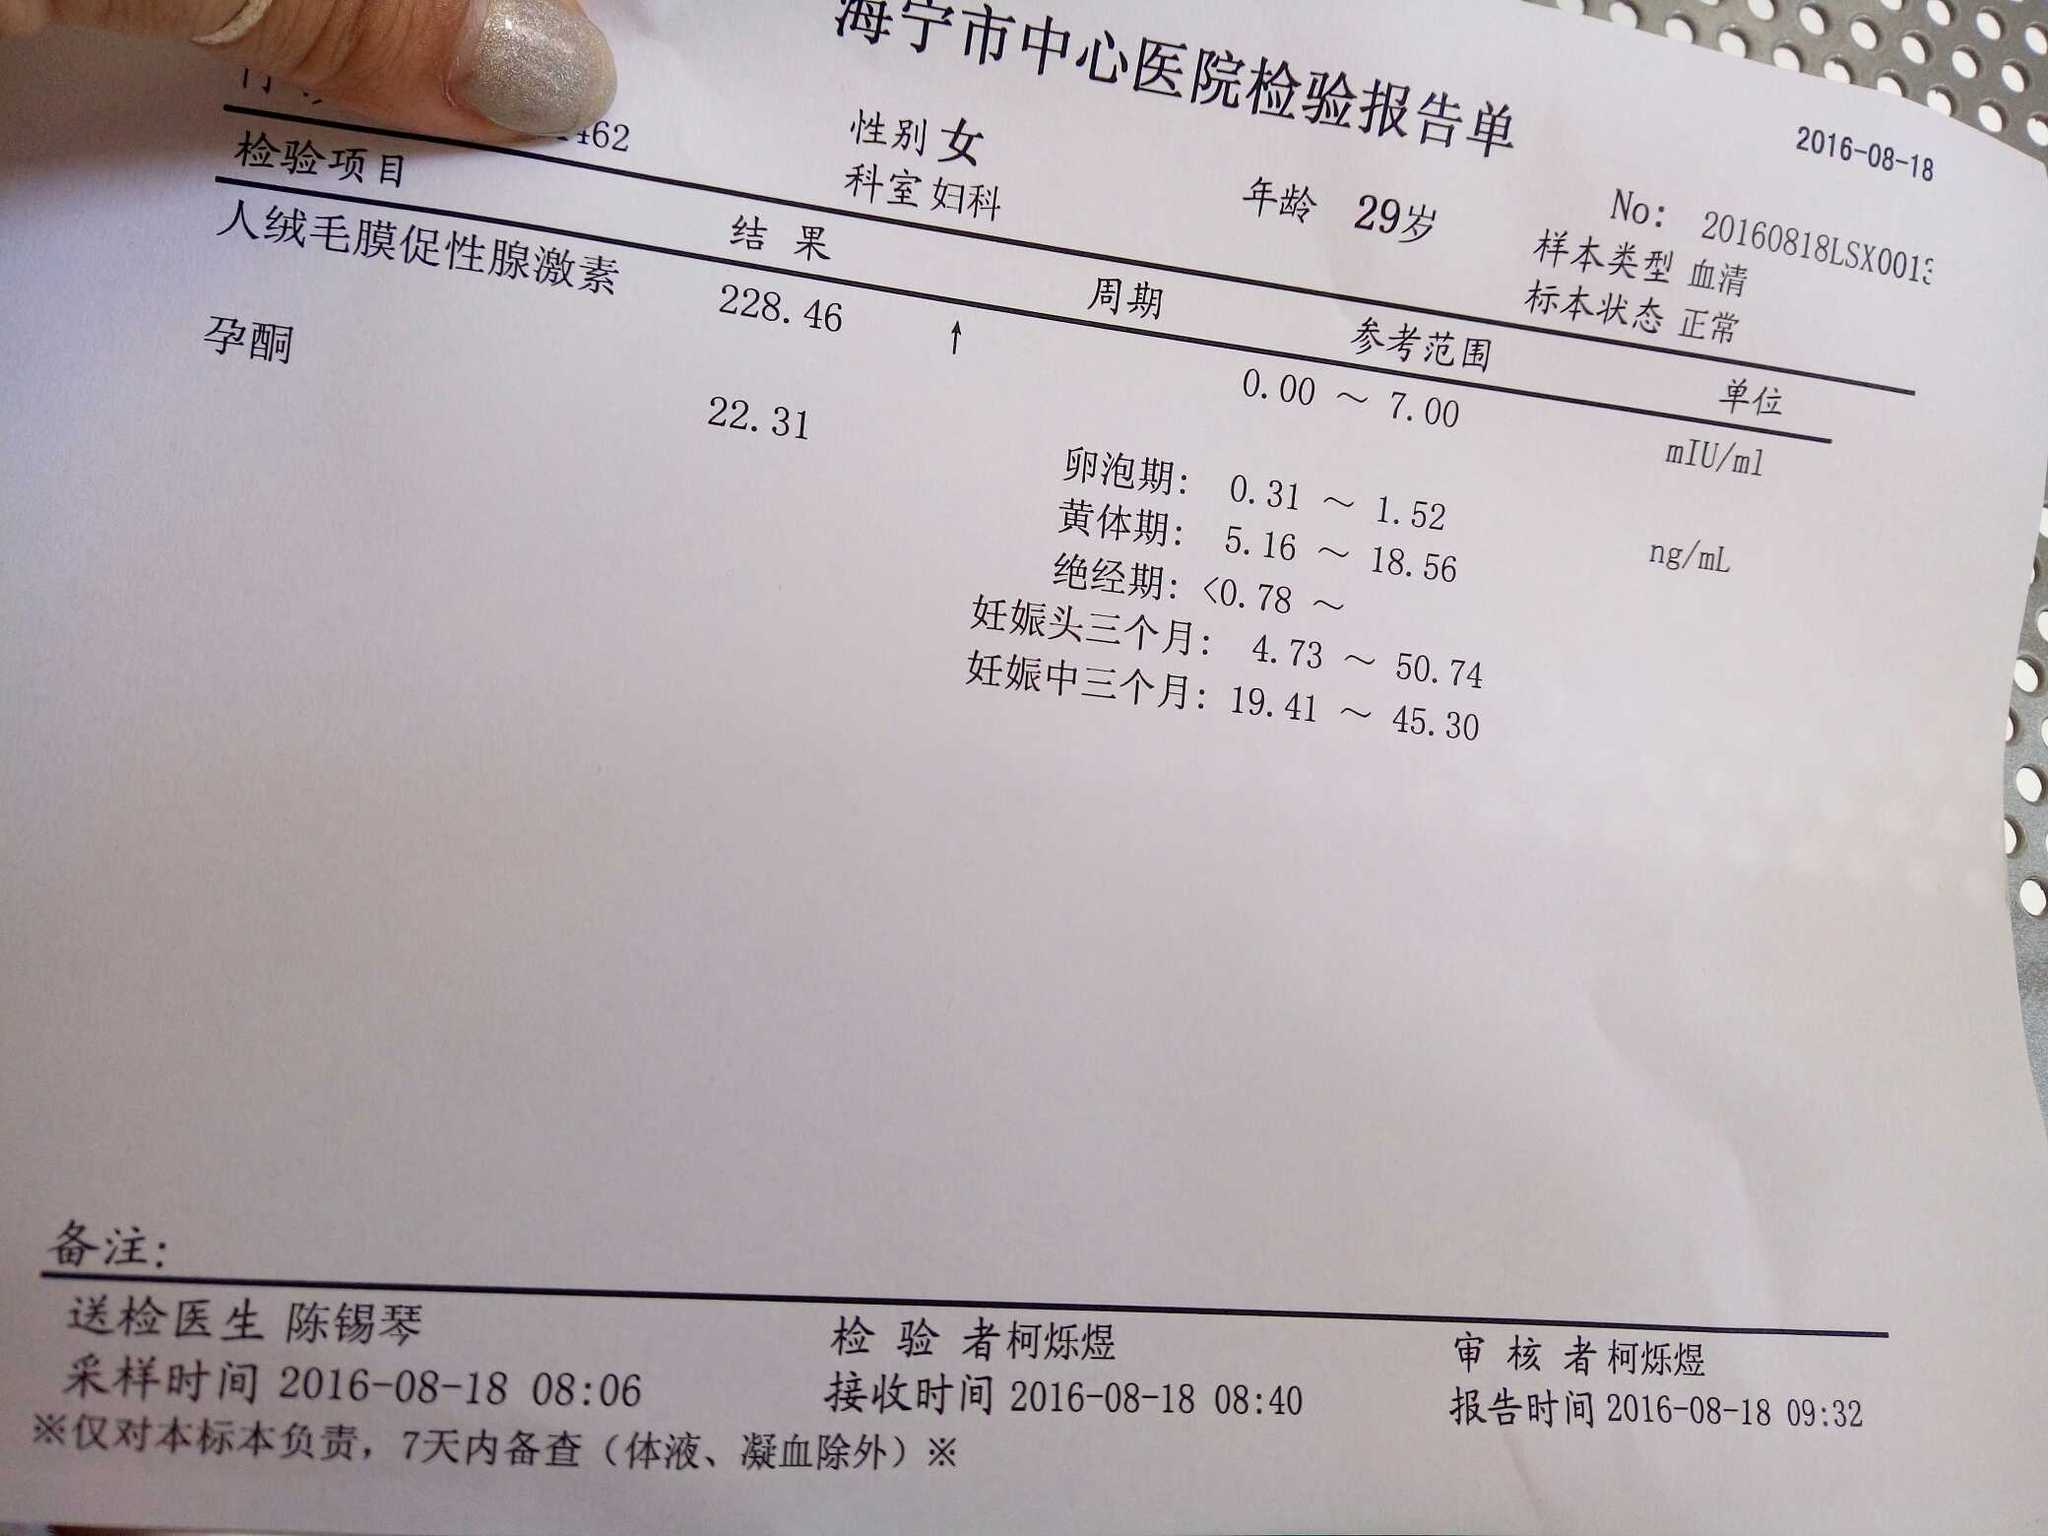 海宁市中心医院检验报告单
2016-08-18
性别 女
年龄 29岁
No: 20160818LSX0013
462
科室 妇科
样本类型 血清
标本状态 正常
检验项目 结 果 周期 参考范围 单位
人绒毛膜促性腺激素 228.46 ↑ 0.00 ～ 7.00 mIU/ml
孕酮 22.31 卵泡期: 0.31 ～ 1.52 ng/mL
黄体期: 5.16 ～ 18.56
绝经期: <0.78 ～
妊娠头三个月: 4.73 ～ 50.74
妊娠中三个月: 19.41 ～ 45.30
备注:
送检医生 陈锡琴 检 验 者 柯烁煜 审 核 者 柯烁煜
采样时间 2016-08-18 08:06 接收时间 2016-08-18 08:40 报告时间 2016-08-18 09:32
※仅对本标本负责, 7天内备查（体液、凝血除外）※